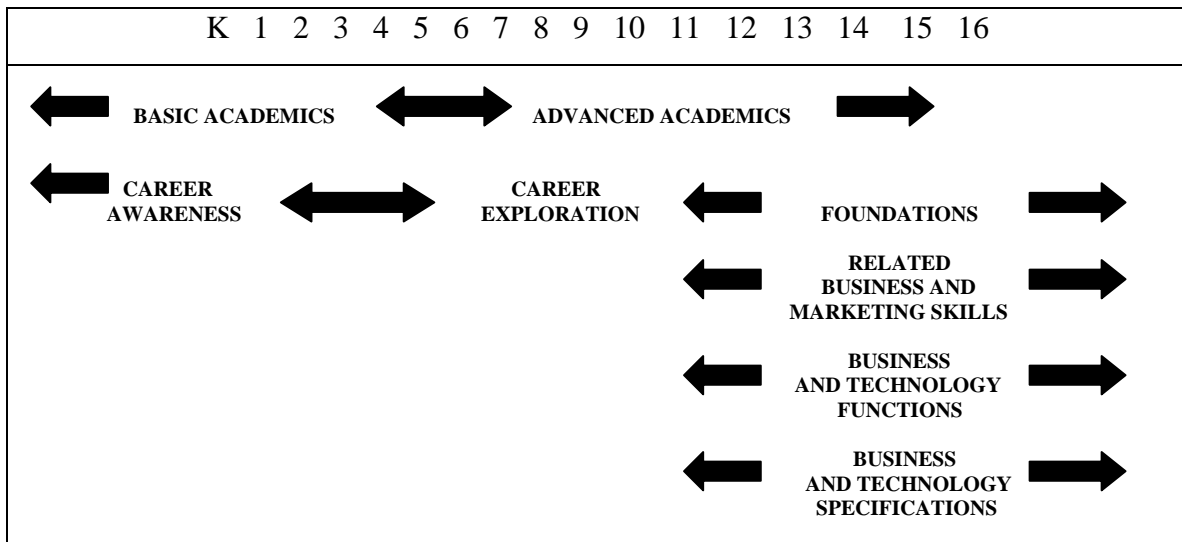 K 1 2 3 4 5 6 7 8 9 10 11 12 13 14 15 16
BASIC ACADEMICS
ADVANCED ACADEMICS
CAREER
AWARENESS
CAREER
EXPLORATION
FOUNDATIONS
RELATED
BUSINESS AND
MARKETING SKILLS
BUSINESS
AND TECHNOLOGY
FUNCTIONS
BUSINESS
AND TECHNOLOGY
SPECIFICATIONS